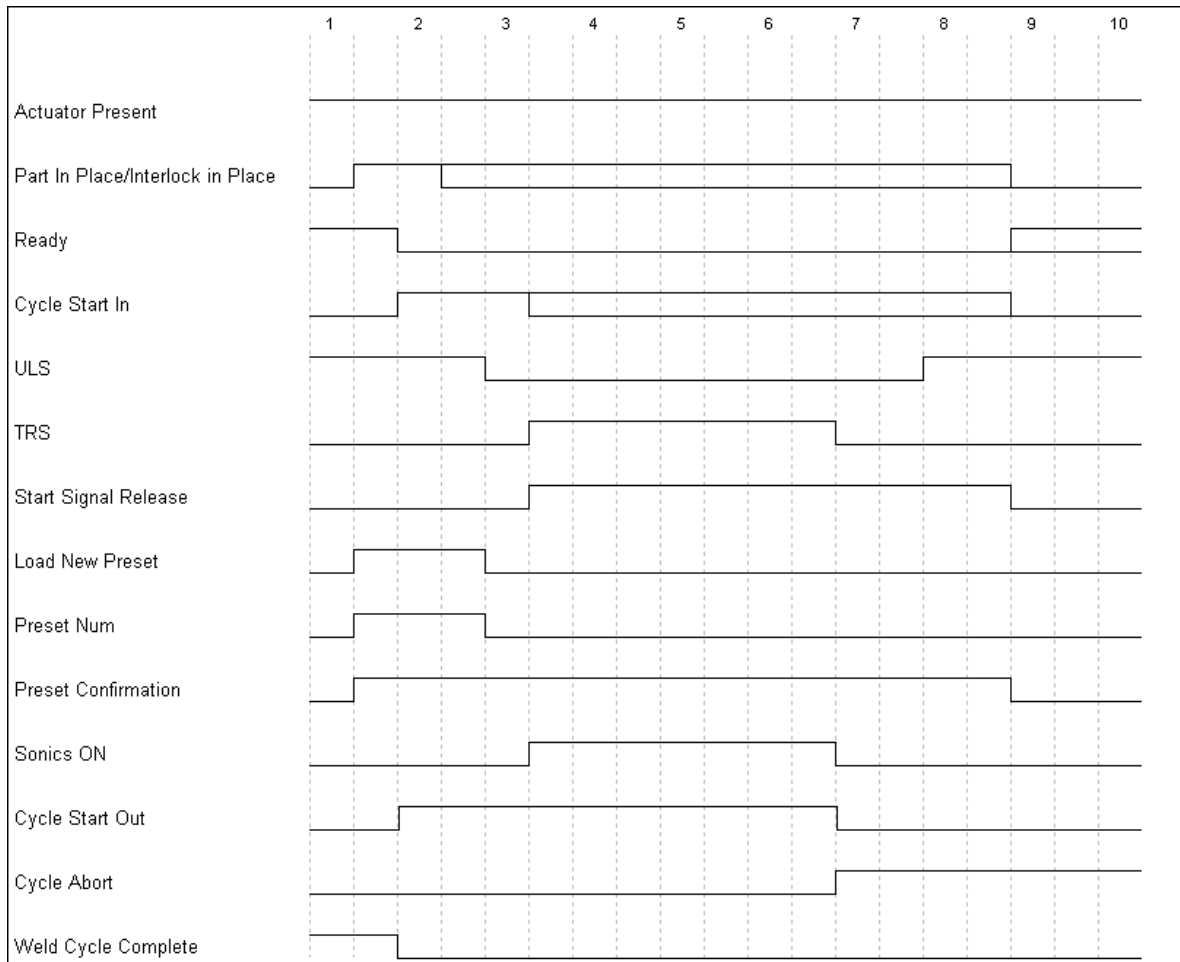 1 2 3 4 5 6 7 8 9 10
Actuator Present
Part In Place/Interlock in Place
Ready
Cycle Start In
ULS
TRS
Start Signal Release
Load New Preset
Preset Num
Preset Confirmation
Sonics ON
Cycle Start Out
Cycle Abort
Weld Cycle Complete